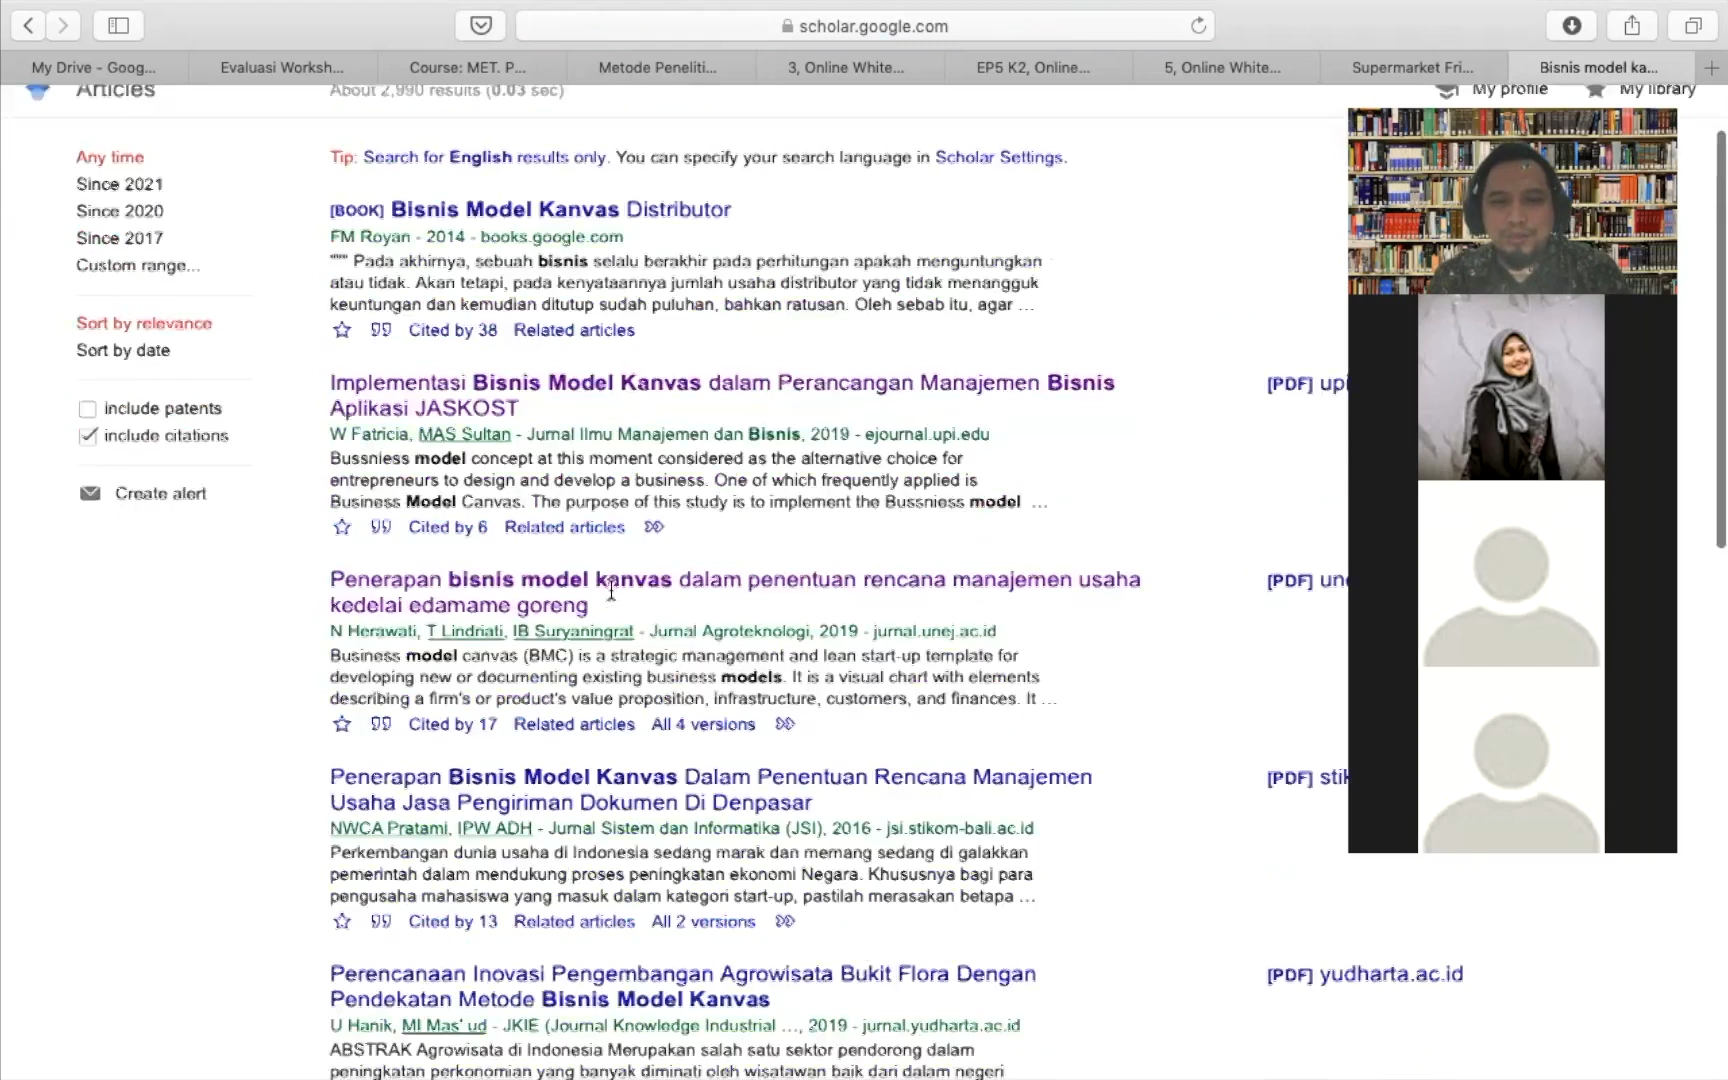 scholar.google.com
My Drive – Goog...
Evaluasi Worksh...
Course: MET. P...
Metode Peneliti...
3, Online White...
EP5 K2, Online...
5, Online White...
Supermarket Fri...
Bisnis model ka...
Articles
About 2,990 results (0.03 sec)
My profile
My library
Any time
Since 2021
Since 2020
Since 2017
Custom range...
Sort by relevance
Sort by date
include patents
include citations
Create alert
Tip: Search for English results only. You can specify your search language in Scholar Settings.
[BOOK] Bisnis Model Kanvas Distributor
FM Royan - 2014 - books.google.com
"""" Pada akhirnya, sebuah bisnis selalu berakhir pada perhitungan apakah menguntungkan
atau tidak. Akan tetapi, pada kenyataannya jumlah usaha distributor yang tidak menangguk
keuntungan dan kemudian ditutup sudah puluhan, bahkan ratusan. Oleh sebab itu, agar ...
Cited by 38 Related articles
Implementasi Bisnis Model Kanvas dalam Perancangan Manajemen Bisnis
Aplikasi JASKOST
[PDF] upi
W Fatricia, MAS Sultan - Jurnal Ilmu Manajemen dan Bisnis, 2019 - ejournal.upi.edu
Bussniess model concept at this moment considered as the alternative choice for
entrepreneurs to design and develop a business. One of which frequently applied is
Business Model Canvas. The purpose of this study is to implement the Bussniess model ...
Cited by 6 Related articles
Penerapan bisnis model kanvas dalam penentuan rencana manajemen usaha
kedelai edamame goreng
[PDF] une
N Herawati, T Lindriati, IB Suryaningrat - Jurnal Agroteknologi, 2019 - jurnal.unej.ac.id
Business model canvas (BMC) is a strategic management and lean start-up template for
developing new or documenting existing business models. It is a visual chart with elements
describing a firm's or product's value proposition, infrastructure, customers, and finances. It ...
Cited by 17 Related articles All 4 versions
Penerapan Bisnis Model Kanvas Dalam Penentuan Rencana Manajemen
Usaha Jasa Pengiriman Dokumen Di Denpasar
[PDF] stik
NWCA Pratami, IPW ADH - Jurnal Sistem dan Informatika (JSI), 2016 - jsi.stikom-bali.ac.id
Perkembangan dunia usaha di Indonesia sedang marak dan memang sedang di galakkan
pemerintah dalam mendukung proses peningkatan ekonomi Negara. Khususnya bagi para
pengusaha mahasiswa yang masuk dalam kategori start-up, pastilah merasakan betapa ...
Cited by 13 Related articles All 2 versions
Perencanaan Inovasi Pengembangan Agrowisata Bukit Flora Dengan
Pendekatan Metode Bisnis Model Kanvas
[PDF] yudharta.ac.id
U Hanik, MI Mas' ud - JKIE (Journal Knowledge Industrial ..., 2019 - jurnal.yudharta.ac.id
ABSTRAK Agrowisata di Indonesia Merupakan salah satu sektor pendorong dalam
peningkatan perkonomian yang banyak diminati oleh wisatawan baik dari dalam negeri